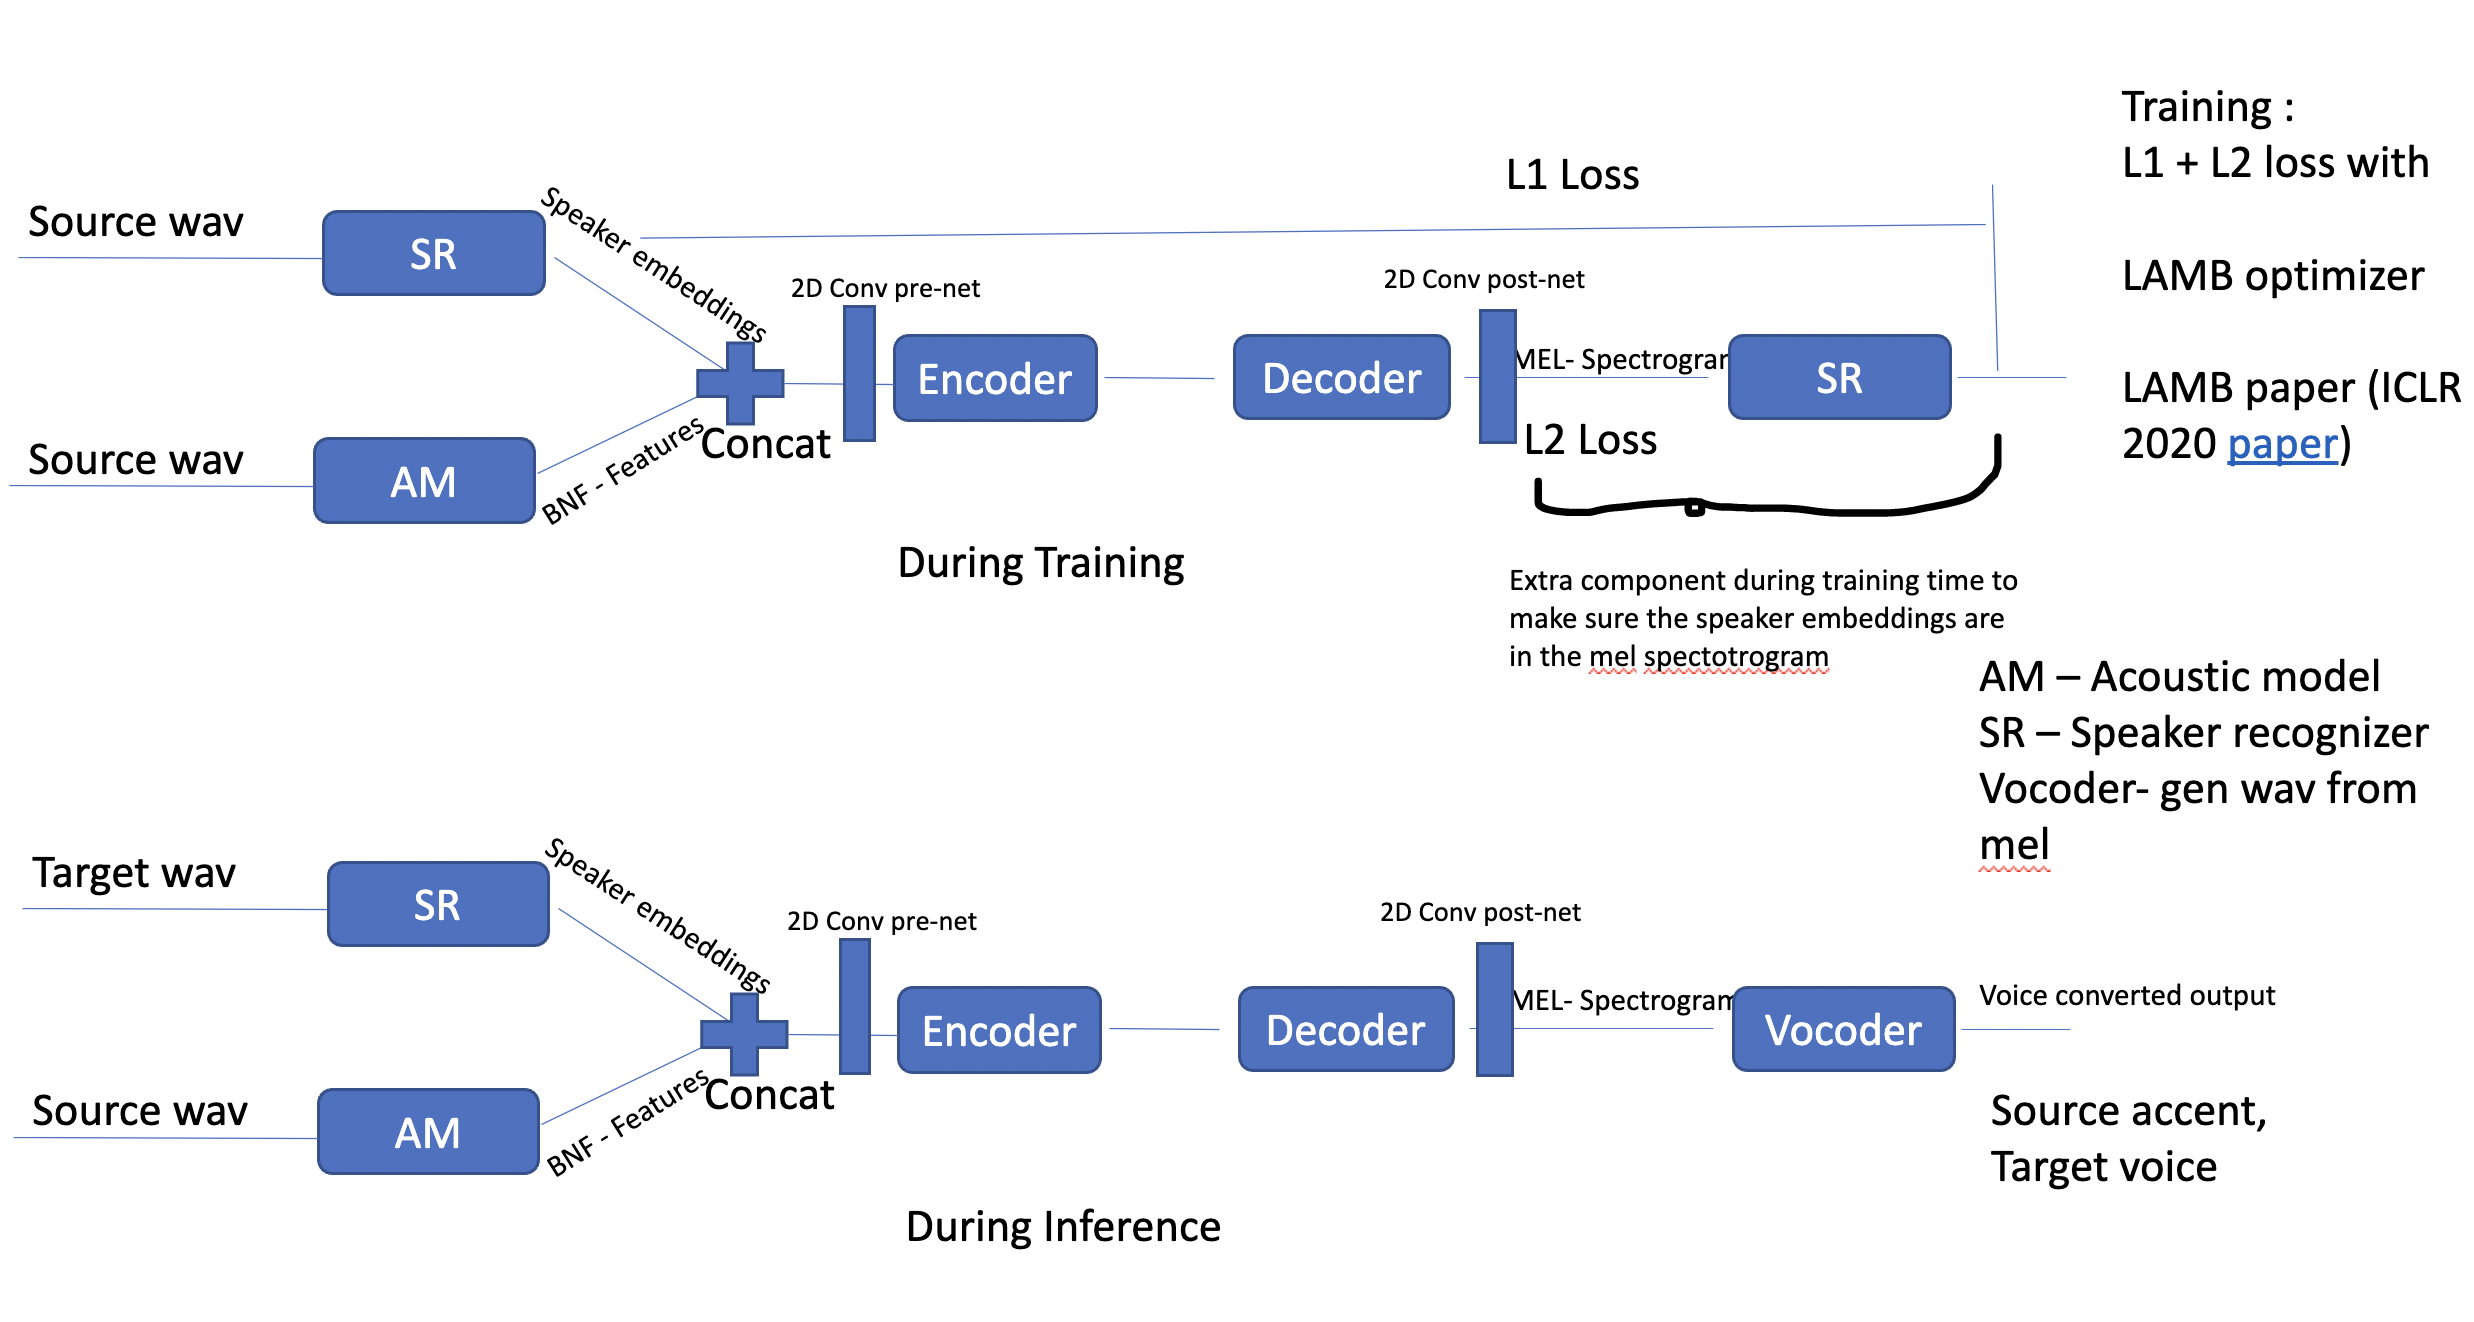 Training :
L1 + L2 loss with
LAMB optimizer
LAMB paper (ICLR
2020 paper)
L1 Loss
Source wav
SR
Speaker embeddings
2D Conv pre-net
2D Conv post-net
Encoder
Decoder
MEL- Spectrogram
SR
L2 Loss
Source wav
AM
BNF - Features
Concat
During Training
Extra component during training time to
make sure the speaker embeddings are
in the mel spectotrogram
AM – Acoustic model
SR – Speaker recognizer
Vocoder- gen wav from
mel
Target wav
SR
Speaker embeddings
2D Conv pre-net
2D Conv post-net
Encoder
Decoder
MEL- Spectrogram
Vocoder
Voice converted output
Source wav
AM
BNF - Features
Concat
Source accent,
Target voice
During Inference